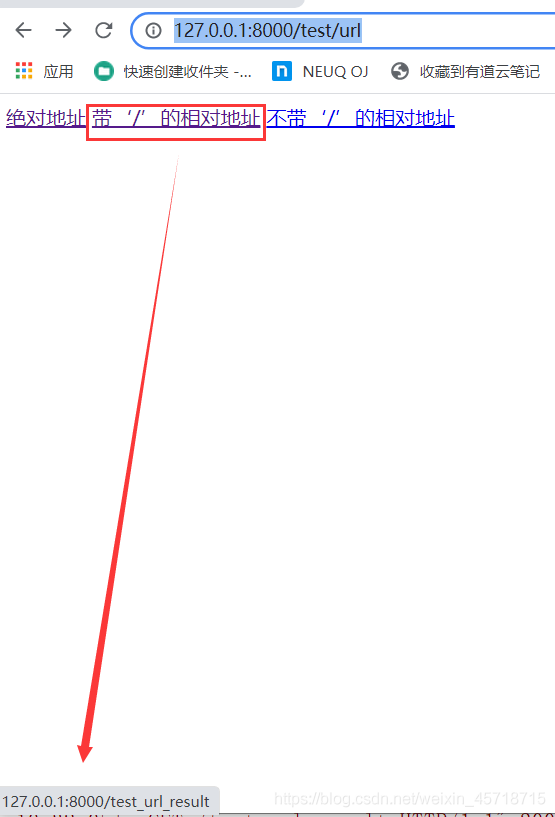 127.0.0.1:8000/test/url
应用 快速创建收件夹 -... NEUQ OJ 收藏到有道云笔记
绝对地址 带‘/’的相对地址 不带‘/’的相对地址
127.0.0.1:8000/test_url_result
https://blog.csdn.net/weixin_45718715